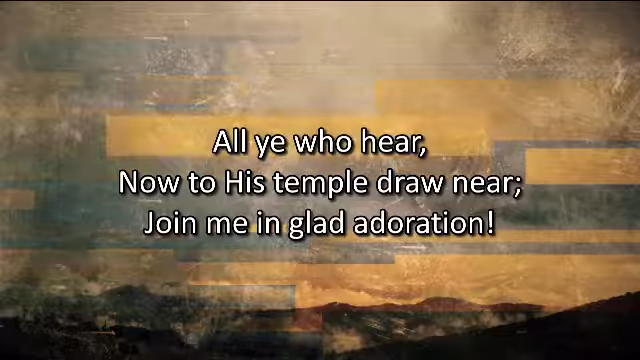 All ye who hear,
Now to His temple draw near;
Join me in glad adoration!